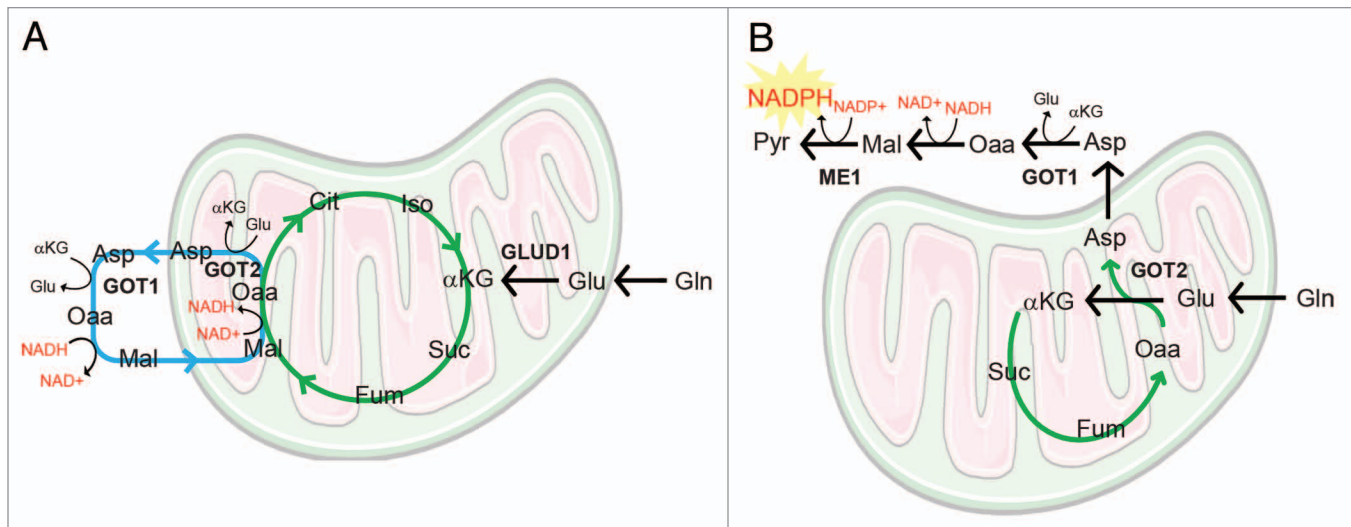 A
Cit
Iso
αKG
Glu
αKG
Asp
Asp
GOT2
GLUD1
Glu
GOT1
Oaa
NADH
αKG
Glu
Gln
Oaa
NAD+
NADH
Mal
Mal
Suc
NAD+
Fum
B
NADPH
NADP+
NAD+
NADH
Glu
αKG
Pyr
Mal
Oaa
Asp
ME1
GOT1
Asp
GOT2
αKG
Glu
Gln
Suc
Oaa
Fum